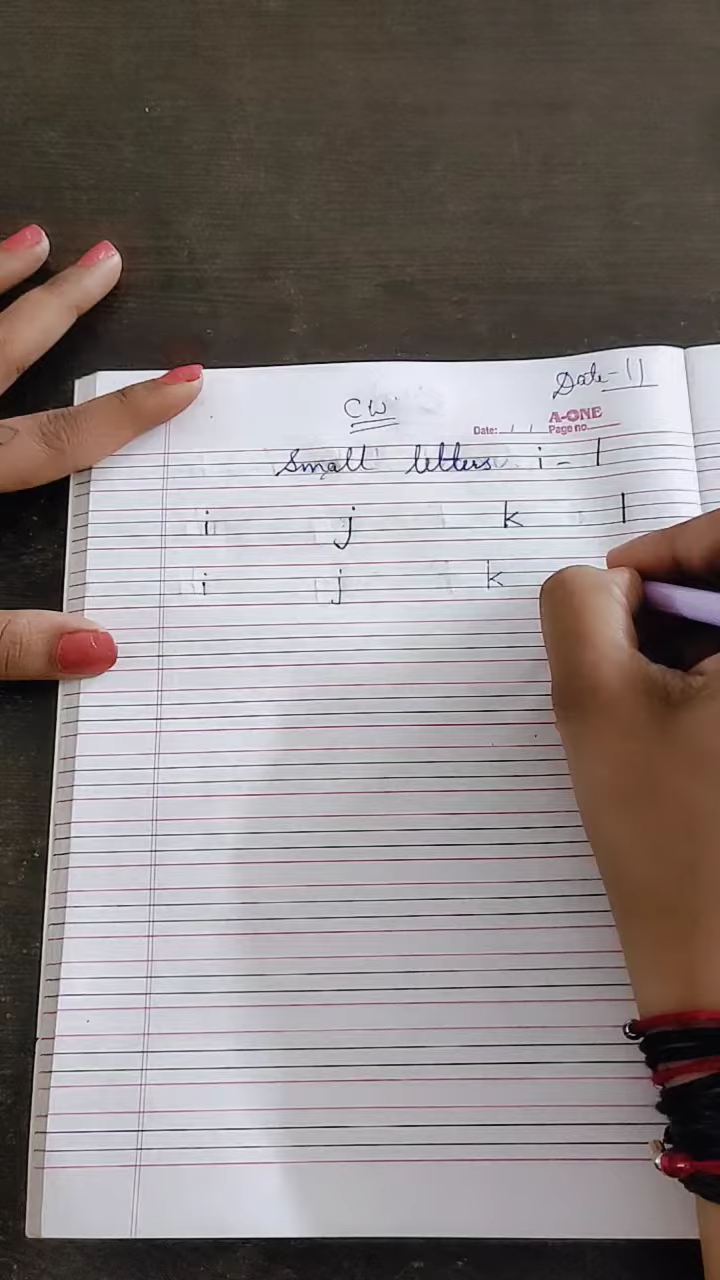 Date-11
CW
A-ONE
Date: / / Page no.
Small letters i - l
i j k l
i j k